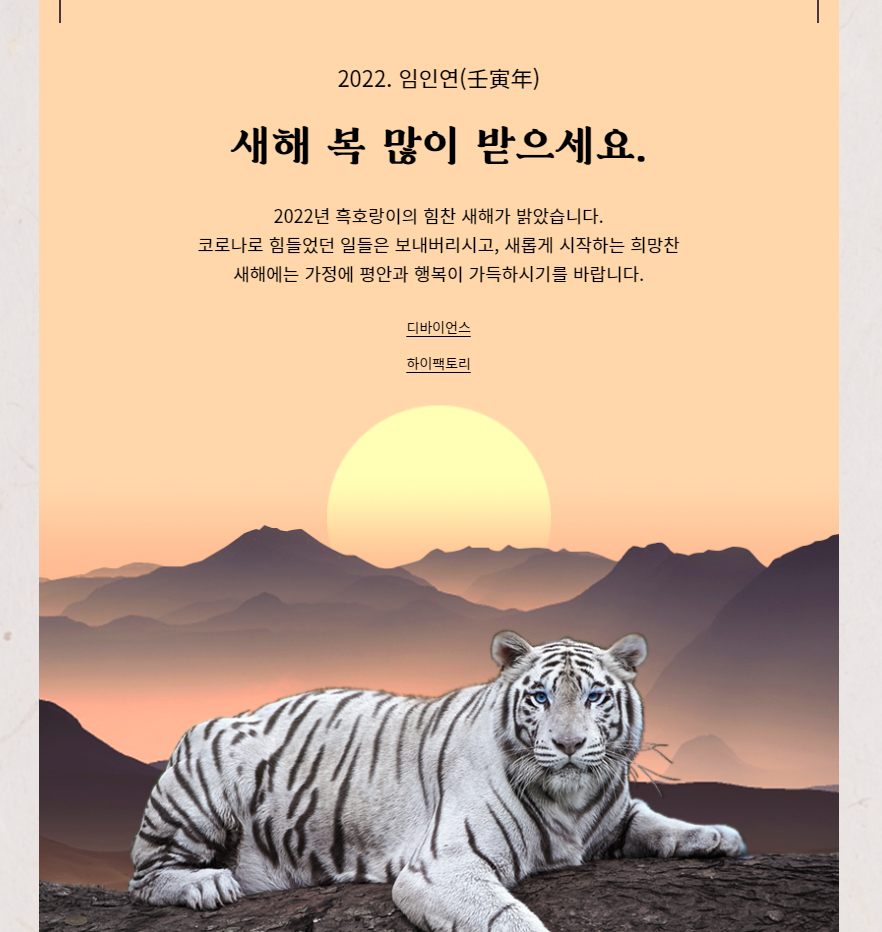 2022. 임인연(壬寅年)
새해 복 많이 받으세요.
2022년 흑호랑이의 힘찬 새해가 밝았습니다.
코로나로 힘들었던 일들은 보내버리시고, 새롭게 시작하는 희망찬
새해에는 가정에 평안과 행복이 가득하시기를 바랍니다.
디바이언스
하이팩토리